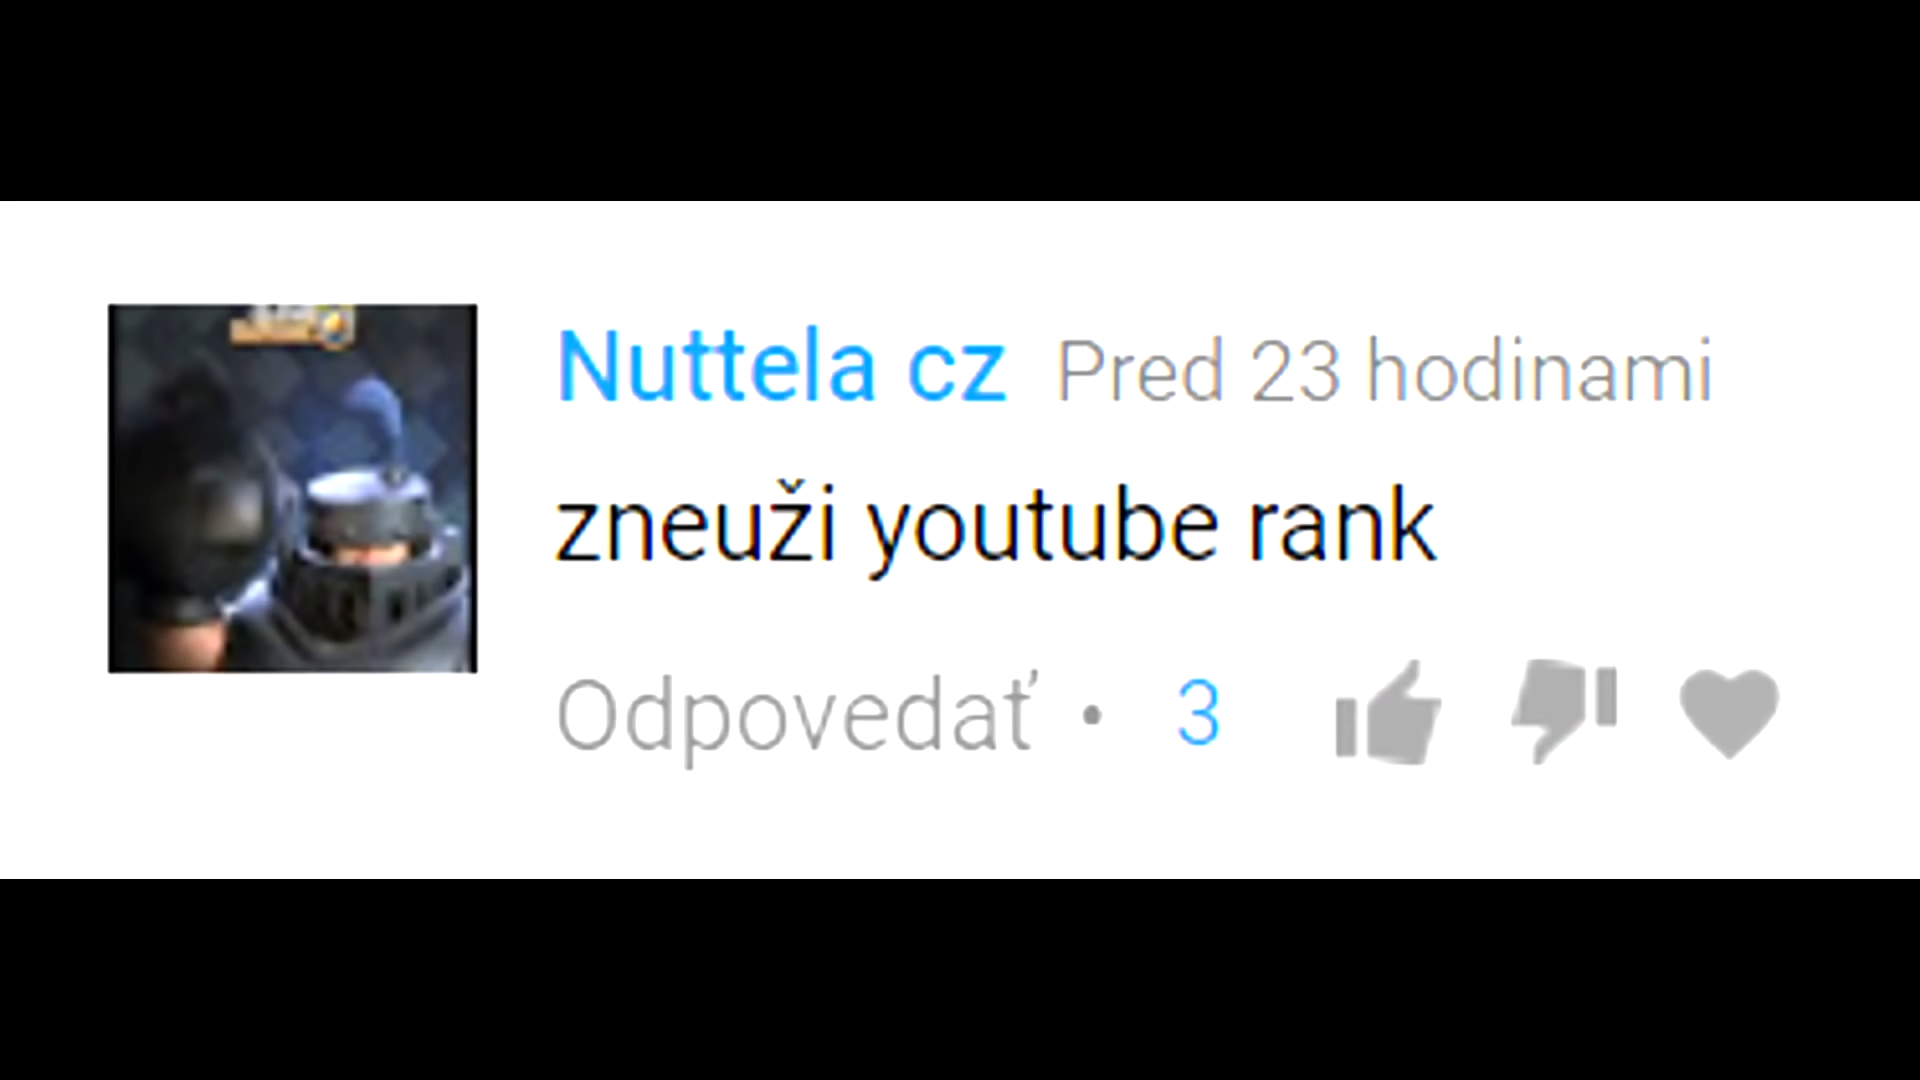 Nuttela cz Pred 23 hodinami
zneuži youtube rank
Odpovedať • 3